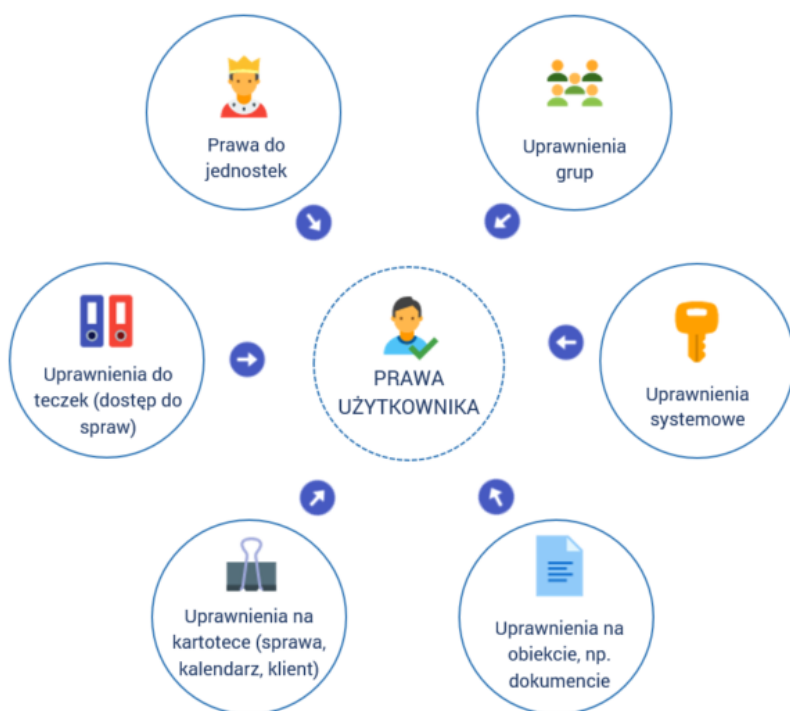 Prawa do
jednostek
Uprawnienia
grup
Uprawnienia do
teczek (dostęp do
spraw)
PRAWA
UŻYTKOWNIKA
Uprawnienia
systemowe
Uprawnienia na
kartotece (sprawa,
kalendarz, klient)
Uprawnienia na
obiekcie, np.
dokumencie